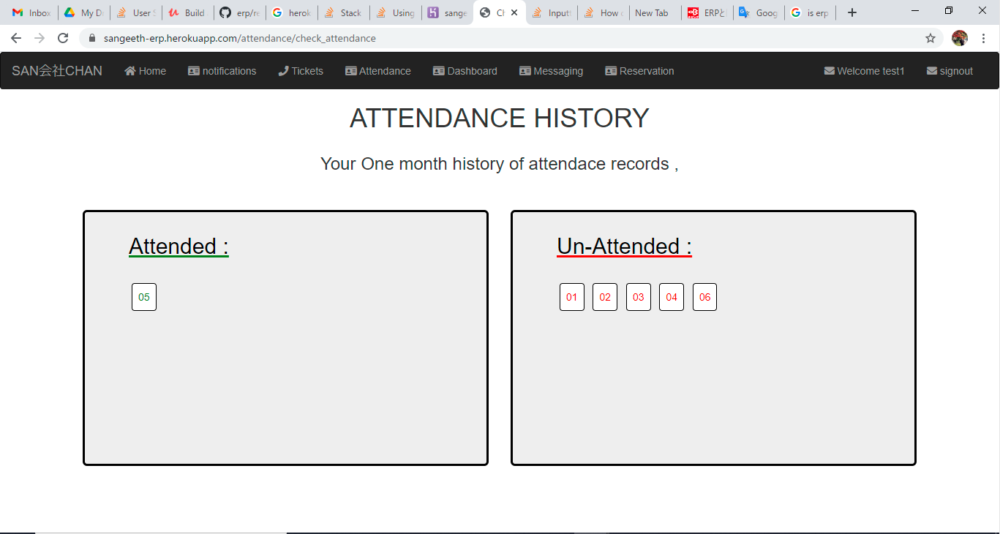 Inbox My D User S Build erp/re herok Stack Using sange Ch Input How New Tab ERPと Goog is erp
sangeeth-erp.herokuapp.com/attendance/check_attendance
SAN会社CHAN Home notifications Tickets Attendance Dashboard Messaging Reservation Welcome test1 signout
ATTENDANCE HISTORY
Your One month history of attendace records ,
Attended :
05
Un-Attended :
01 02 03 04 06